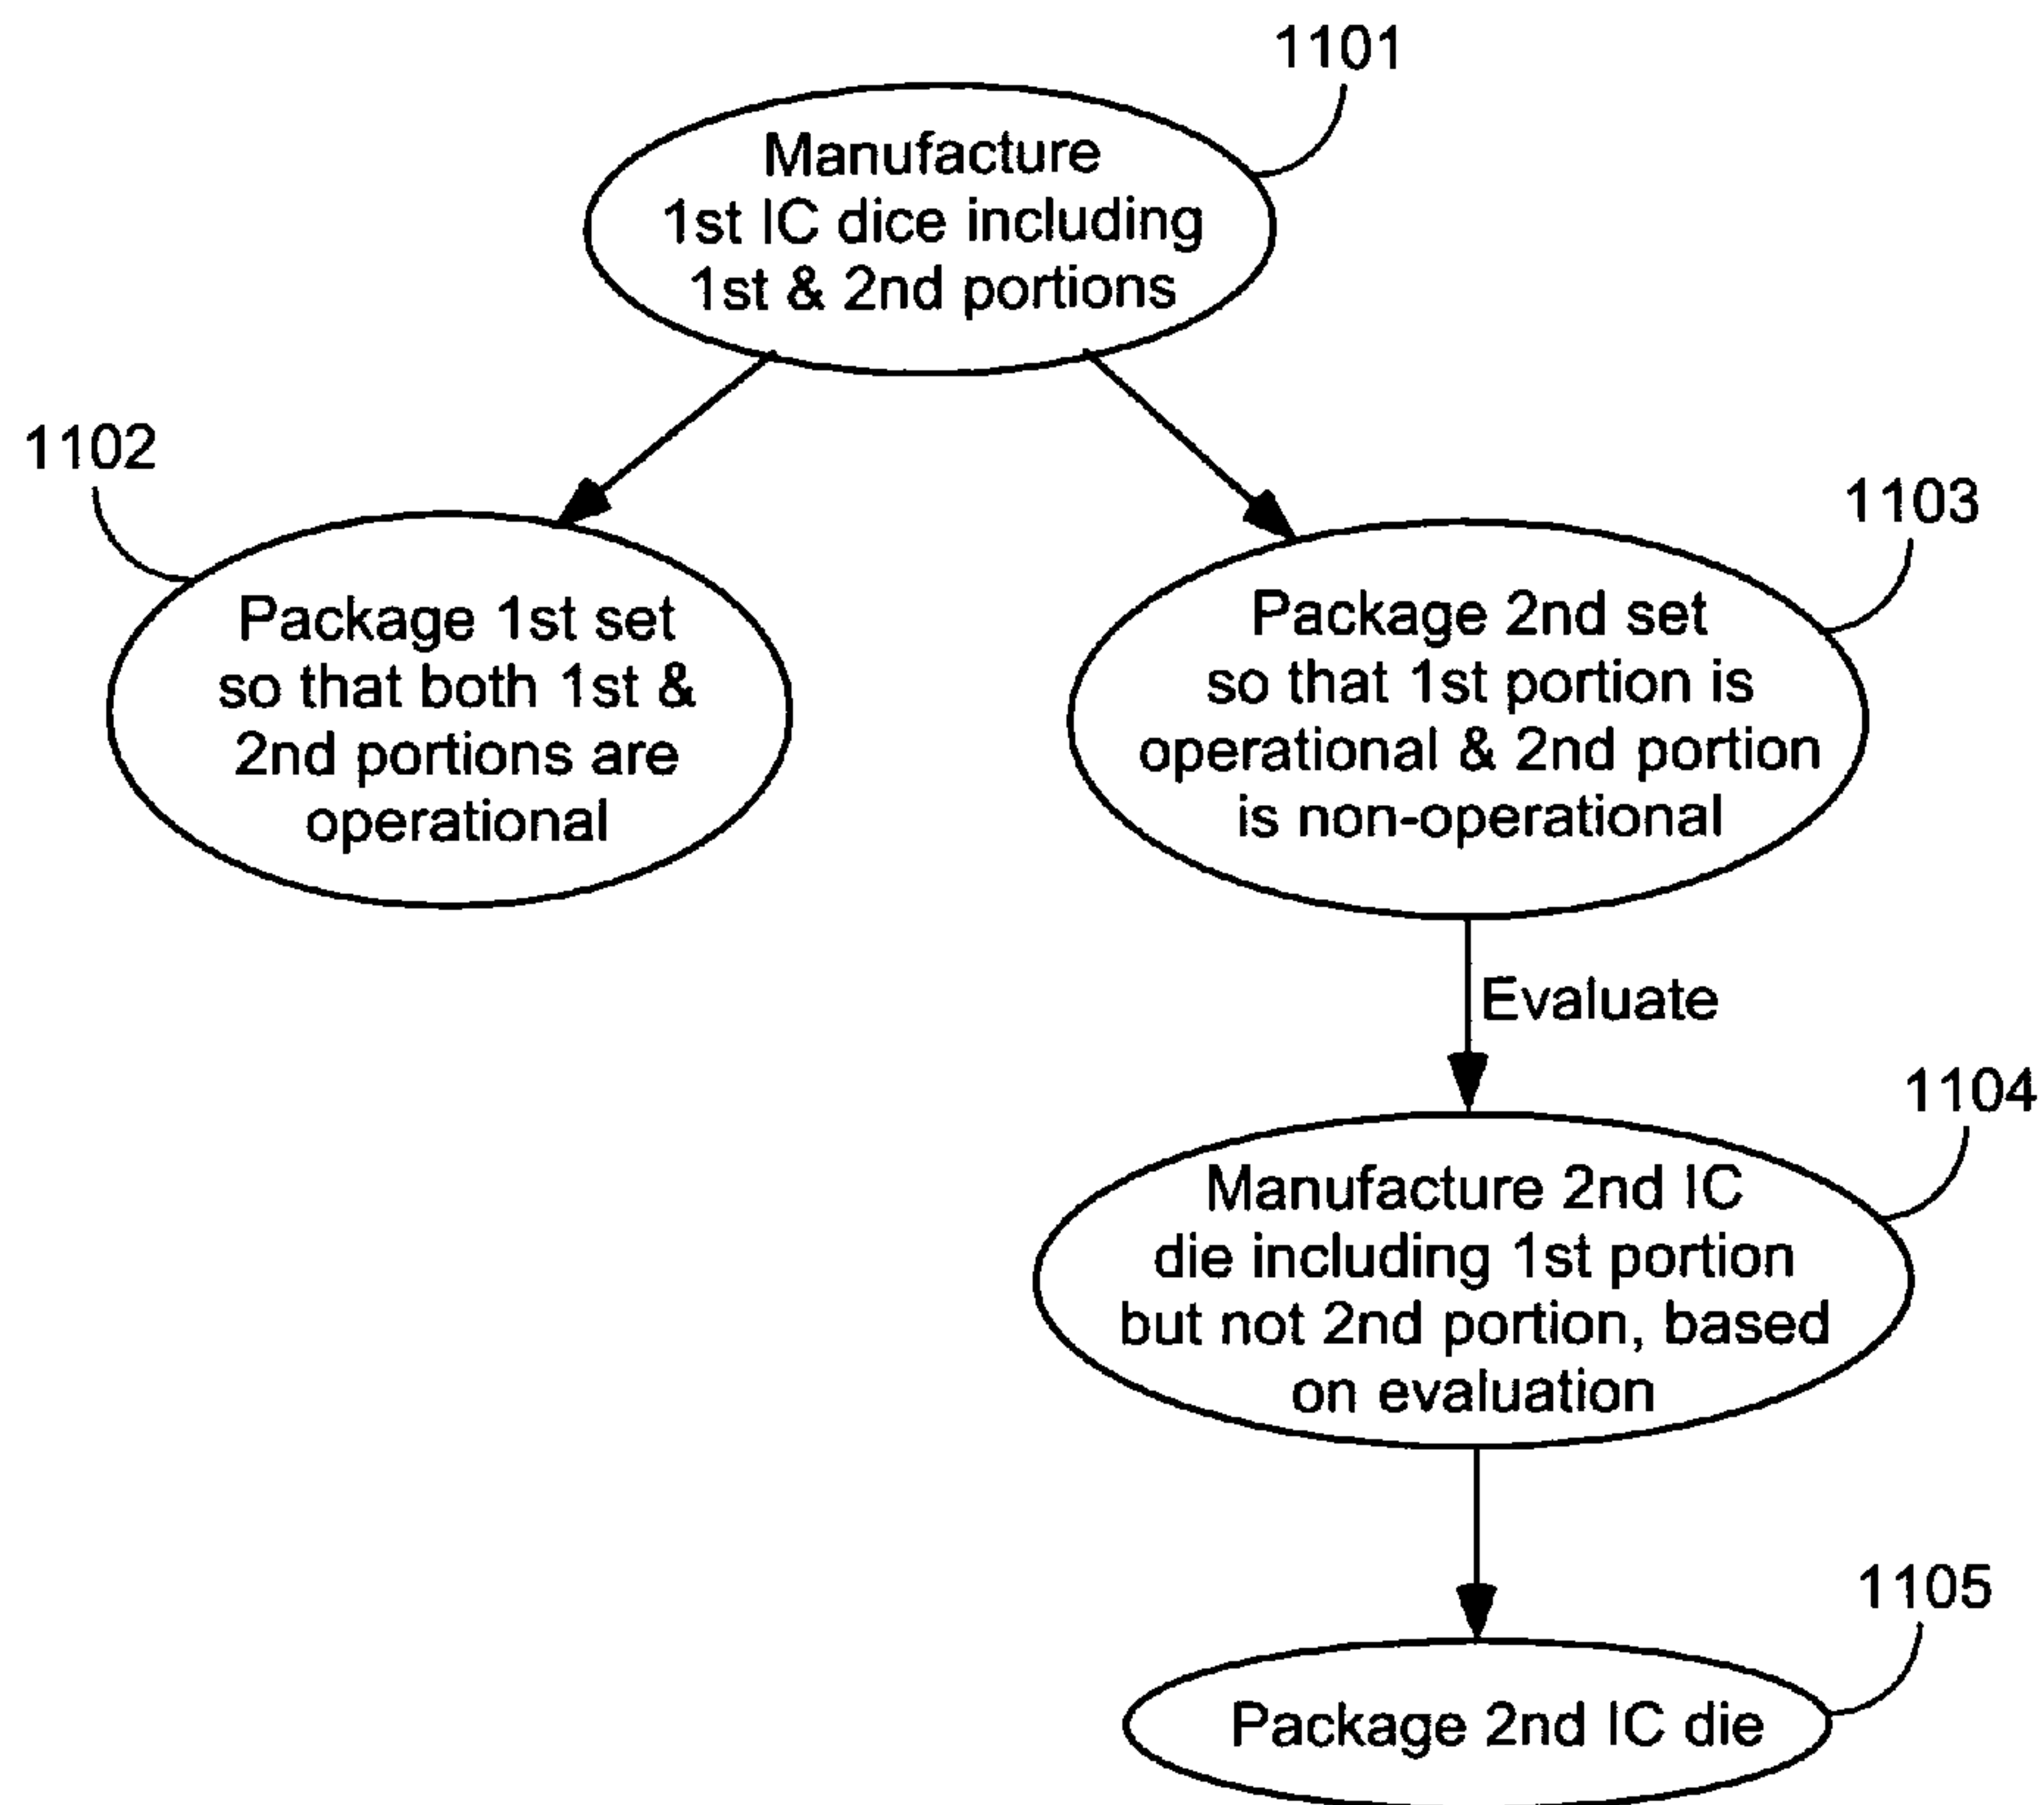 1101
Manufacture
1st IC dice including
1st & 2nd portions
1102
Package 1st set
so that both 1st &
2nd portions are
operational
1103
Package 2nd set
so that 1st portion is
operational & 2nd portion
is non-operational
Evaluate
1104
Manufacture 2nd IC
die including 1st portion
but not 2nd portion, based
on evaluation
1105
Package 2nd IC die